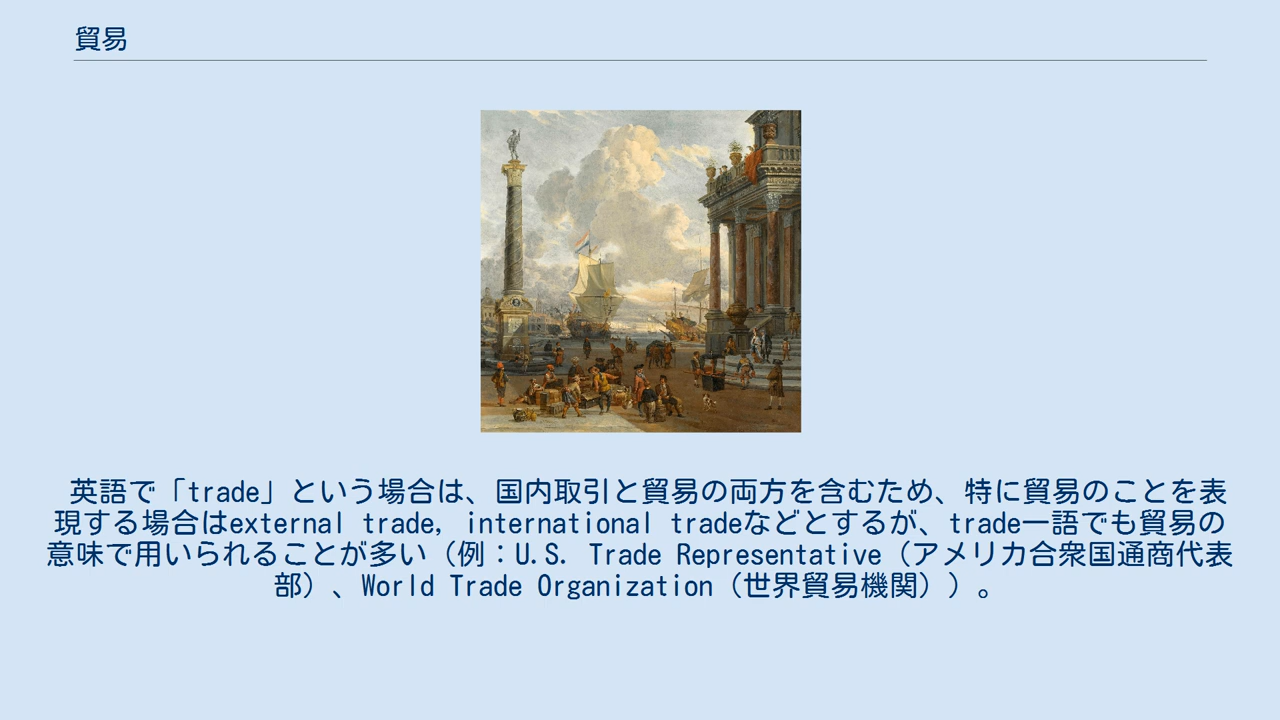 貿易
英語で「trade」という場合は、国内取引と貿易の両方を含むため、特に貿易のことを表
現する場合はexternal trade, international tradeなどとするが、trade一語でも貿易の
意味で用いられることが多い（例：U.S. Trade Representative（アメリカ合衆国通商代表
部）、World Trade Organization（世界貿易機関））。